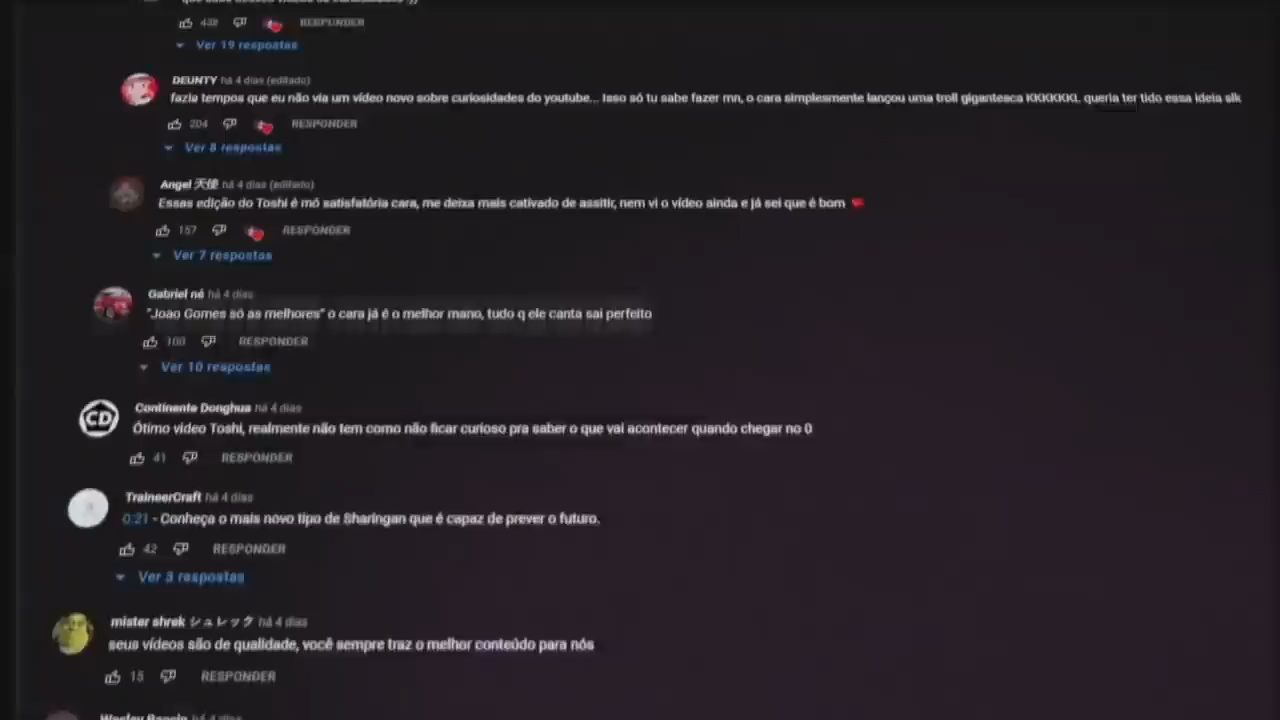 438 RESPONDER
Ver 19 respostas
DEUNTY há 4 dias (editado)
fazia tempos que eu não via um vídeo novo sobre curiosidades do youtube... Isso só tu sabe fazer mn, o cara simplesmente lançou uma troll gigantesca KKKKKKL queria ter tido essa ideia slk
204 RESPONDER
Ver 8 respostas
Angel 天使 há 4 dias (editado)
Essas edição do Toshi é mó satisfatória cara, me deixa mais cativado de assitir, nem vi o vídeo ainda e já sei que é bom
157 RESPONDER
Ver 7 respostas
Gabriel né há 4 dias
"Joao Gomes só as melhores" o cara já é o melhor mano, tudo q ele canta sai perfeito
100 RESPONDER
Ver 10 respostas
CD
Continente Donghua há 4 dias
Ótimo vídeo Toshi, realmente não tem como não ficar curioso pra saber o que vai acontecer quando chegar no 0
41 RESPONDER
TraineerCraft há 4 dias
0:21 - Conheça o mais novo tipo de Sharingan que é capaz de prever o futuro.
42 RESPONDER
Ver 3 respostas
mister shrek シュレック há 4 dias
seus vídeos são de qualidade, você sempre traz o melhor conteúdo para nós
15 RESPONDER
há 4 dias